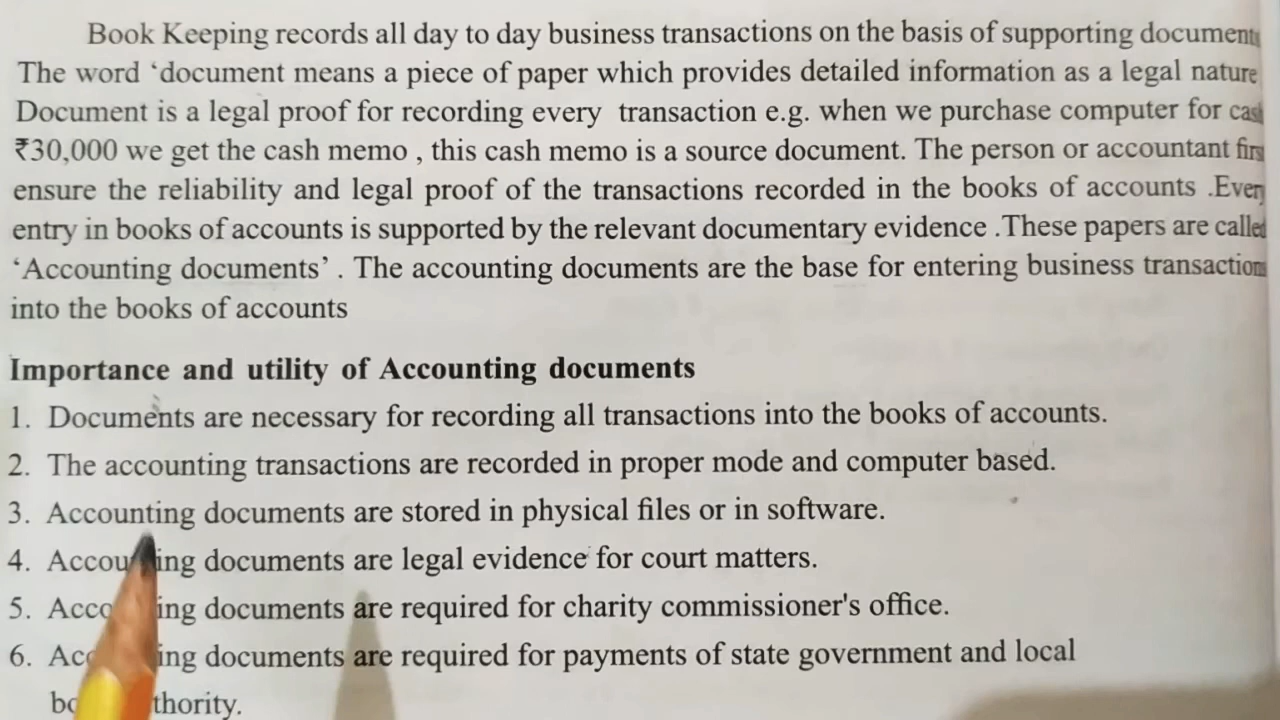 Book Keeping records all day to day business transactions on the basis of supporting document
The word ‘document means a piece of paper which provides detailed information as a legal nature
Document is a legal proof for recording every transaction e.g. when we purchase computer for cash
₹30,000 we get the cash memo , this cash memo is a source document. The person or accountant firs
ensure the reliability and legal proof of the transactions recorded in the books of accounts .Every
entry in books of accounts is supported by the relevant documentary evidence .These papers are called
‘Accounting documents’ . The accounting documents are the base for entering business transactions
into the books of accounts
Importance and utility of Accounting documents
1. Documents are necessary for recording all transactions into the books of accounts.
2. The accounting transactions are recorded in proper mode and computer based.
3. Accounting documents are stored in physical files or in software.
4. Accounting documents are legal evidence for court matters.
5. Accounting documents are required for charity commissioner's office.
6. Accounting documents are required for payments of state government and local
thority.